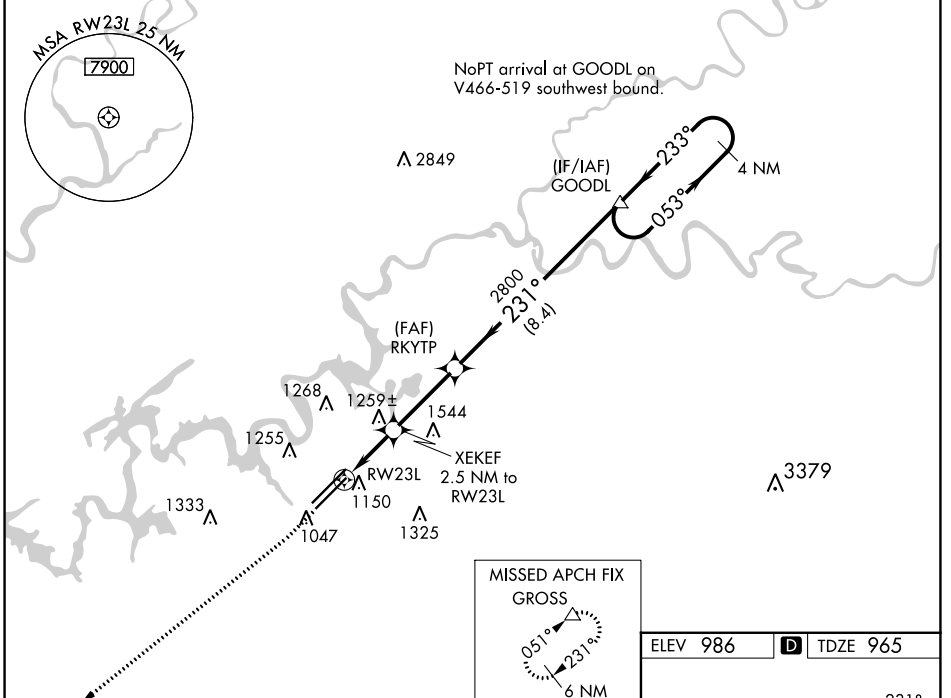 MSA RW23L 25 NM
7900
NoPT arrival at GOODL on
V466-519 southwest bound.
2849
(IF/IAF)
GOODL
233°
4 NM
053°
2800
231°
(8.4)
(FAF)
RKYTP
1268
1259±
1544
1255
XEKEF
2.5 NM to
RW23L
RW23L
1150
3379
1333
1047
1325
MISSED APCH FIX
GROSS
051°
231°
6 NM
ELEV 986 D TDZE 965
231°